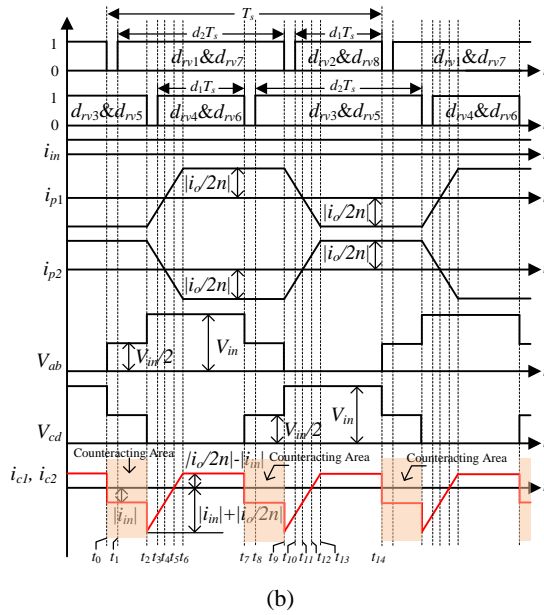 T_s
d_2T_s
d_1T_s
1
d_rv1&d_rv7
d_rv2&d_rv8
d_rv1&d_rv7
0
d_1T_s
d_2T_s
1
d_rv3&d_rv5
d_rv4&d_rv6
d_rv3&d_rv5
d_rv4&d_rv6
0
i_in
i_p1
|i_o/2n|
|i_o/2n|
i_p2
|i_o/2n|
|i_o/2n|
V_ab
V_in/2
V_in
V_cd
V_in/2
V_in
Counteracting Area
|i_o/2n|-|i_in|
Counteracting Area
Counteracting Area
i_c1, i_c2
|i_in|
|i_in|+|i_o/2n|
t_0 t_1 t_2 t_3 t_4 t_5 t_6 t_7 t_8 t_9 t_10 t_11 t_12 t_13 t_14
(b)